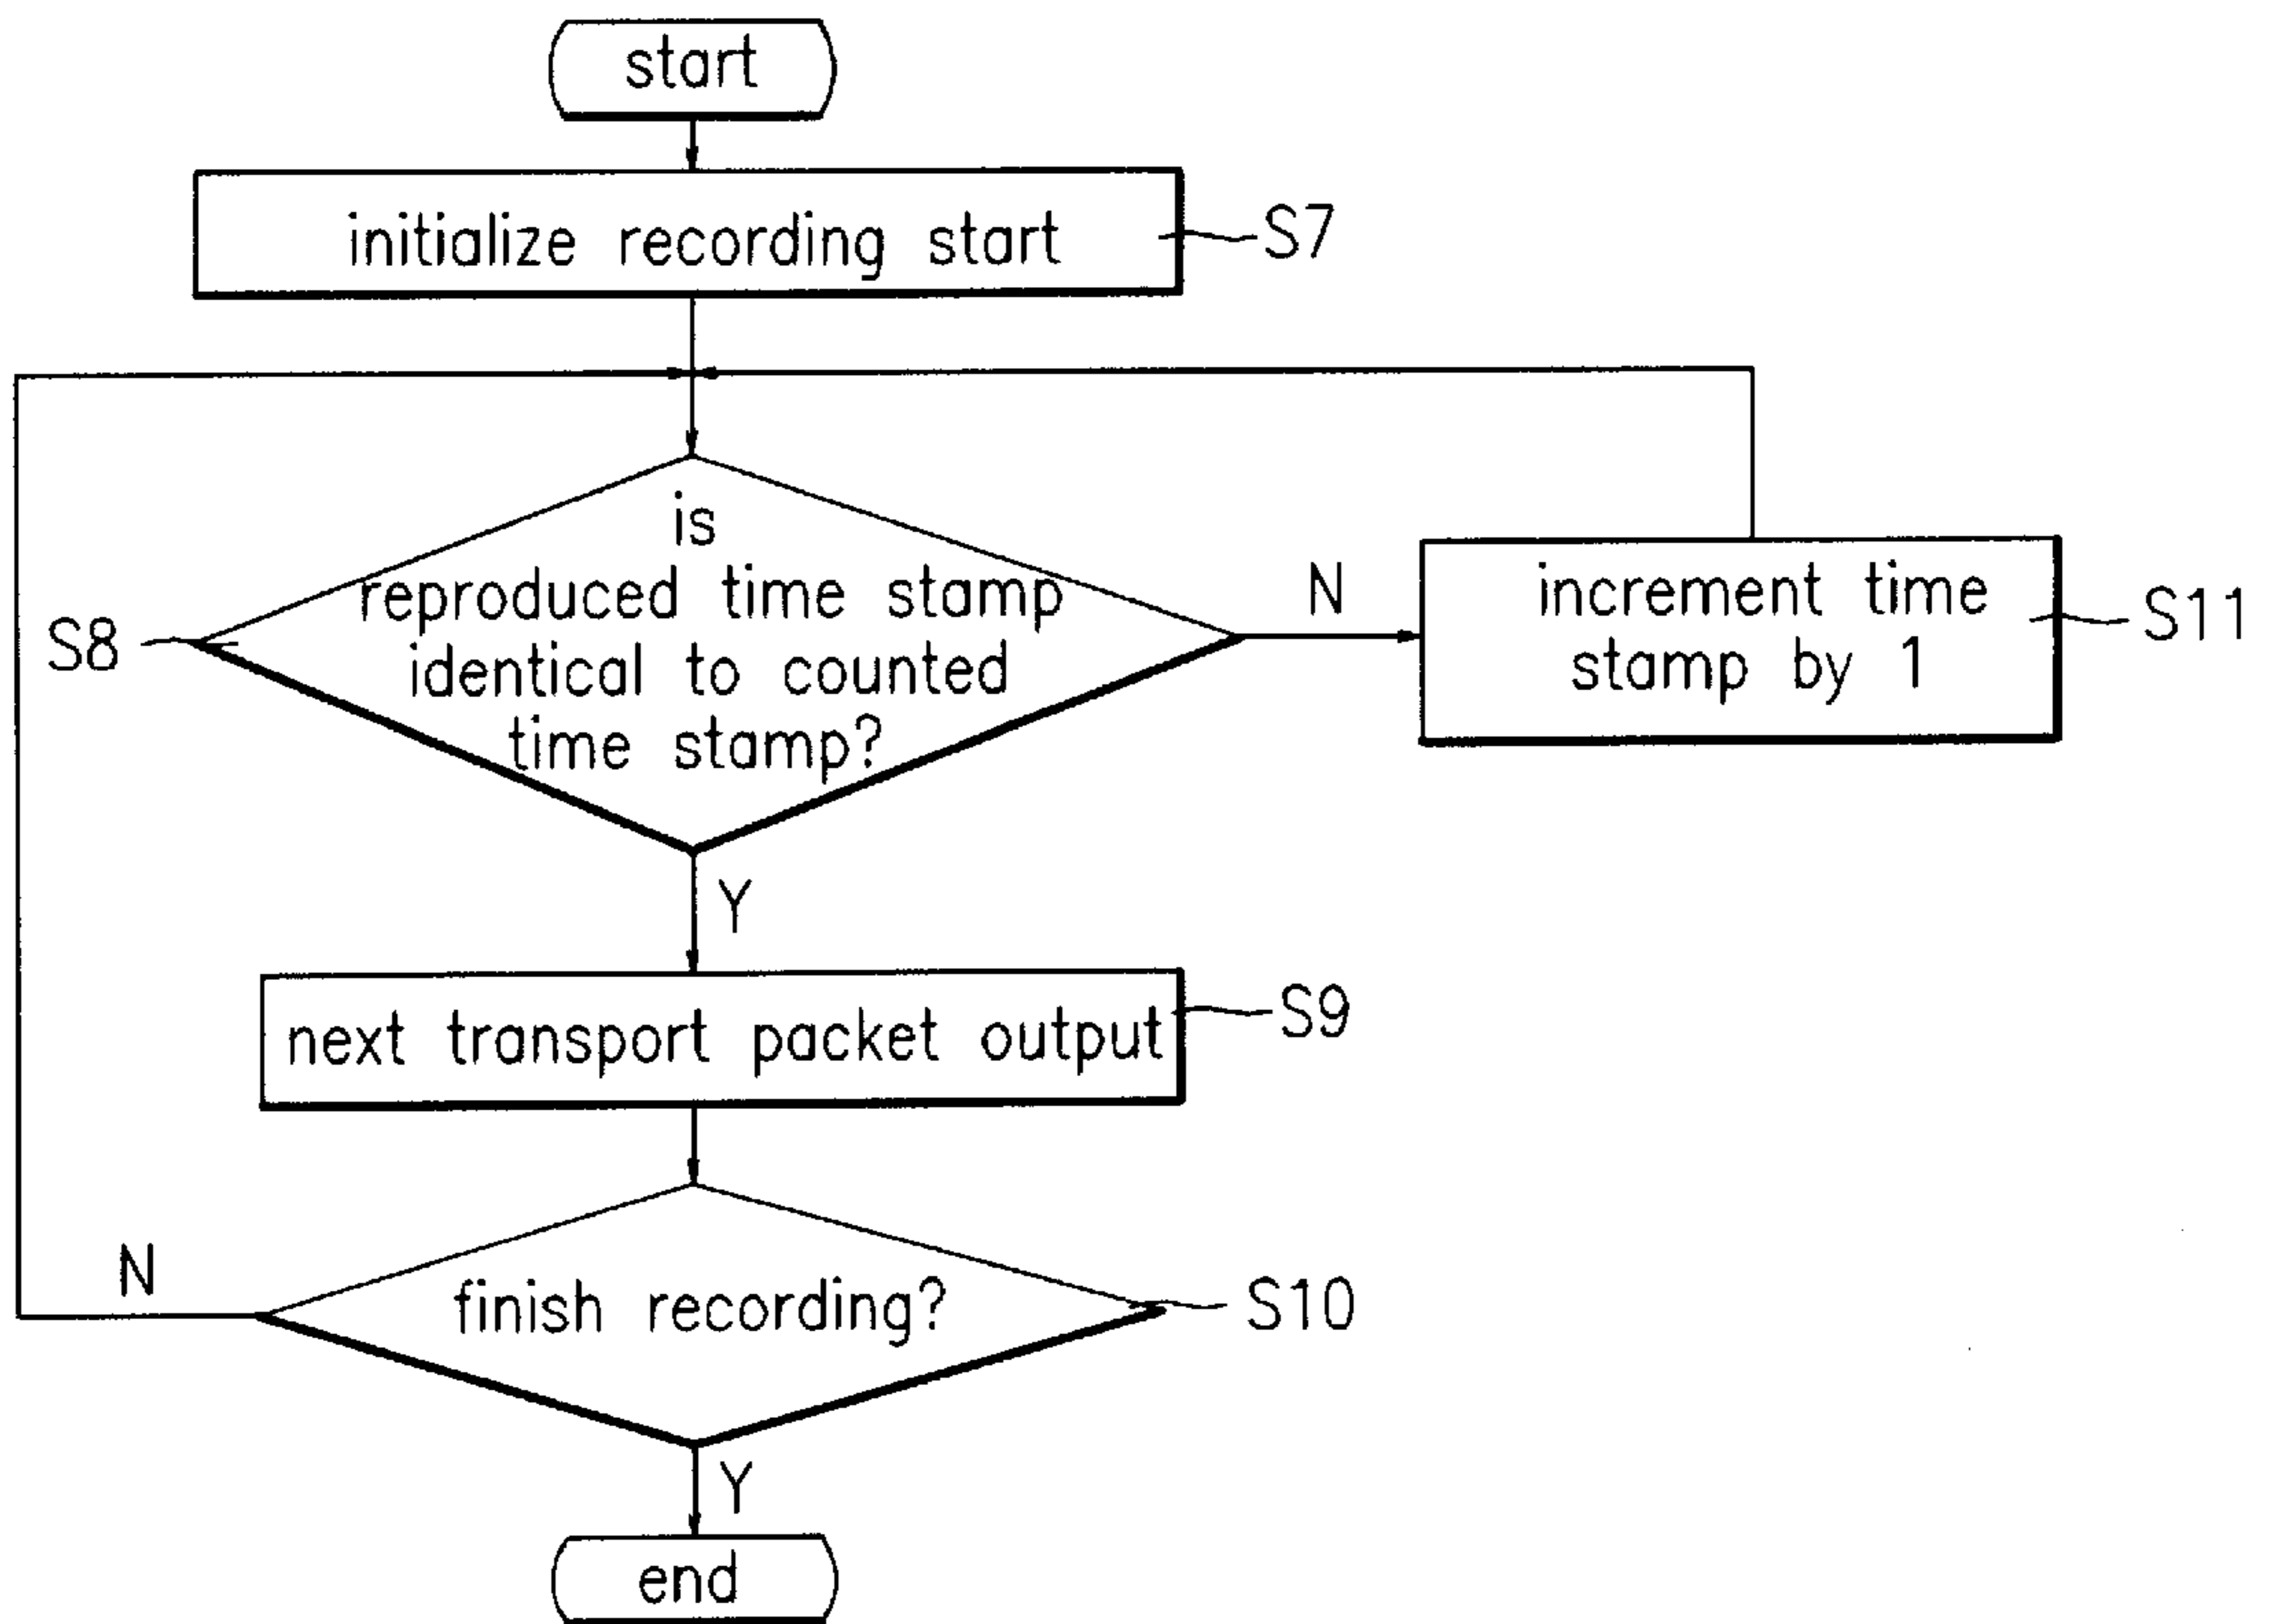 start
initialize recording start
S7
is
reproduced time stamp
identical to counted
time stamp?
S8
N
increment time
stamp by 1
S11
Y
next transport packet output
S9
finish recording?
S10
N
Y
end